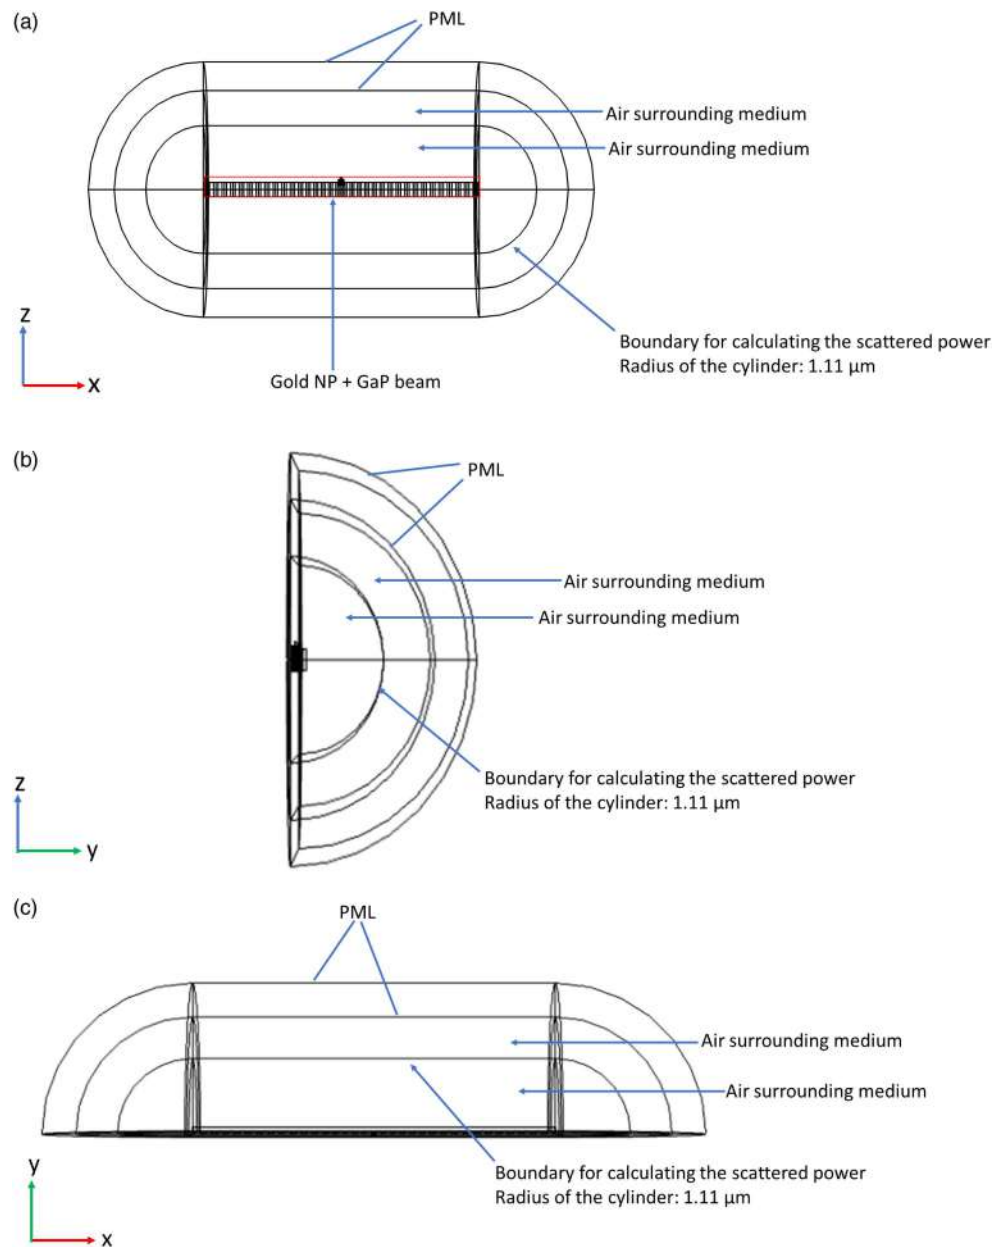 (a)
PML
Air surrounding medium
Air surrounding medium
Boundary for calculating the scattered power
Radius of the cylinder: 1.11 µm
Gold NP + GaP beam
z
x
(b)
PML
Air surrounding medium
Air surrounding medium
Boundary for calculating the scattered power
Radius of the cylinder: 1.11 µm
z
y
(c)
PML
Air surrounding medium
Air surrounding medium
Boundary for calculating the scattered power
Radius of the cylinder: 1.11 µm
y
x